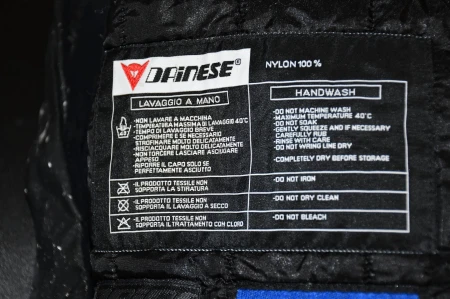 DAINESE®
NYLON 100 %
LAVAGGIO A MANO
-NON LAVARE A MACCHINA
-TEMPERATURA MASSIMA DI LAVAGGIO 40°C
-TEMPO DI LAVAGGIO BREVE
-COMPRIMERE E SE NECESSARIO
STROFINARE MOLTO DELICATAMENTE
-RISCIACQUARE MOLTO DELICATAMENTE
-NON TORCERE LASCIARE ASCIUGARE
APPESO
-RIPORRE IL CAPO SOLO SE
PERFETTAMENTE ASCIUTTO
-IL PRODOTTO TESSILE NON
SOPPORTA LA STIRATURA
-IL PRODOTTO TESSILE NON
SOPPORTA IL LAVAGGIO A SECCO
-IL PRODOTTO TESSILE NON
SOPPORTA IL TRATTAMENTO CON CLORO
HANDWASH
-DO NOT MACHINE WASH
-MAXIMUM TEMPERATURE 40°C
-DO NOT SOAK
-GENTLY SQUEEZE AND IF NECESSARY
CAREFULLY RUB
-RINSE WITH CARE
-DO NOT WRING LINE DRY
-COMPLETELY DRY BEFORE STORAGE
-DO NOT IRON
-DO NOT DRY CLEAN
-DO NOT BLEACH